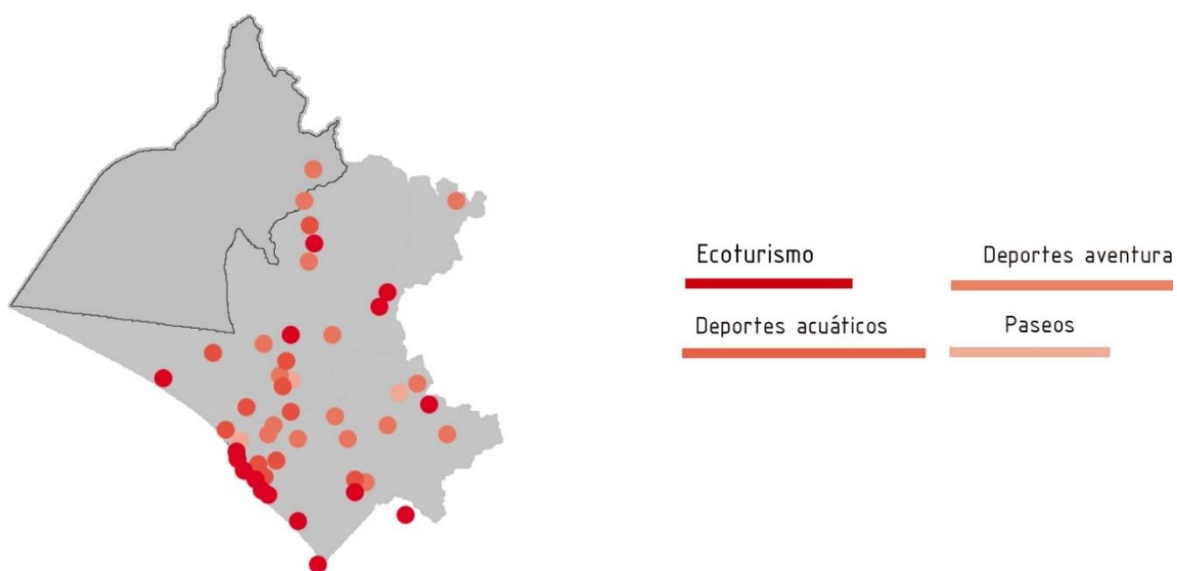 Ecoturismo
Deportes aventura
Deportes acuáticos
Paseos